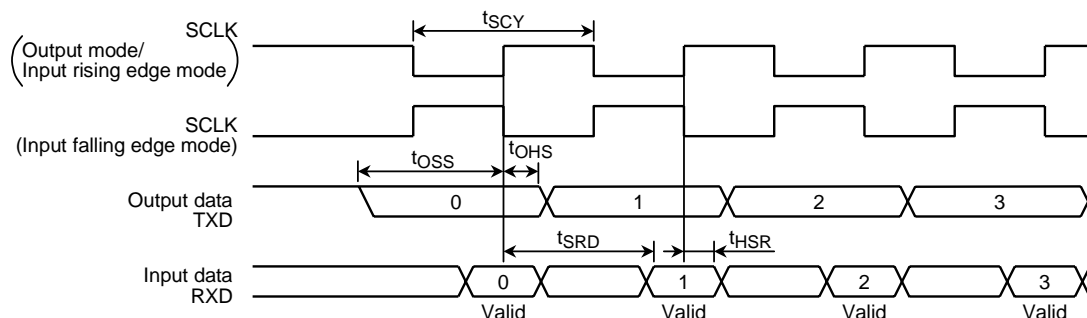 tSCY
SCLK
(Output mode/
Input rising edge mode)
SCLK
(Input falling edge mode)
tOSS
tOHS
Output data
TXD
0
1
2
3
tSRD
tHSR
Input data
RXD
0
1
2
3
Valid
Valid
Valid
Valid